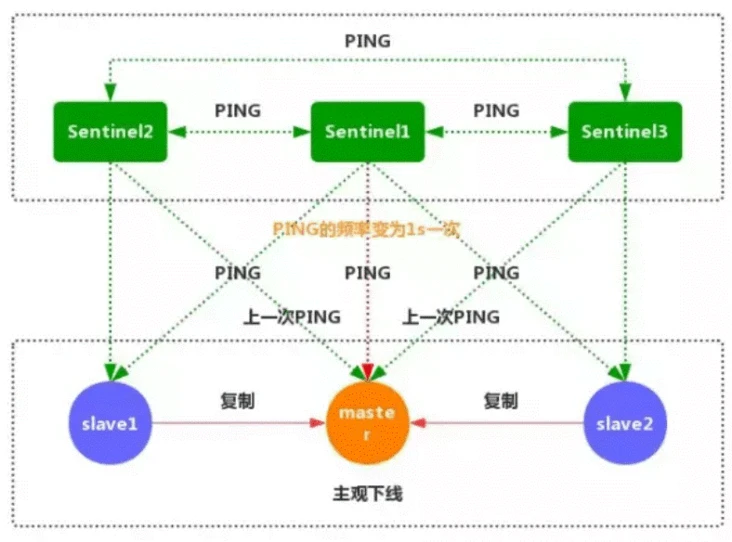 PING
Sentinel2
PING
Sentinel1
PING
Sentinel3
PING的频率变为1s一次
PING
PING
PING
上一次PING
上一次PING
slave1
复制
maste
r
复制
slave2
主观下线